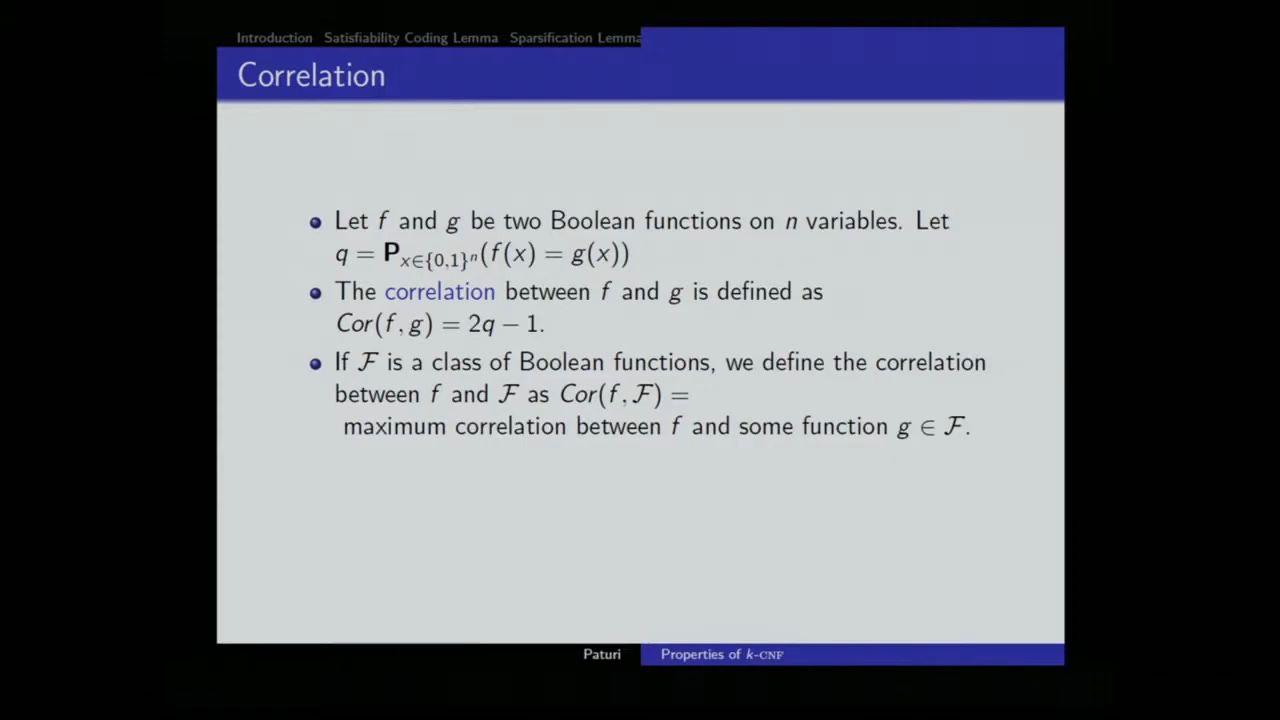 Introduction Satisfiability Coding Lemma Sparsification Lemma
Correlation
Let f and g be two Boolean functions on n variables. Let
q = P_{x∈{0,1}^n}(f(x) = g(x))
The correlation between f and g is defined as
Cor(f, g) = 2q − 1.
If ℱ is a class of Boolean functions, we define the correlation
between f and ℱ as Cor(f, ℱ) =
maximum correlation between f and some function g ∈ ℱ.
Paturi Properties of k-CNF